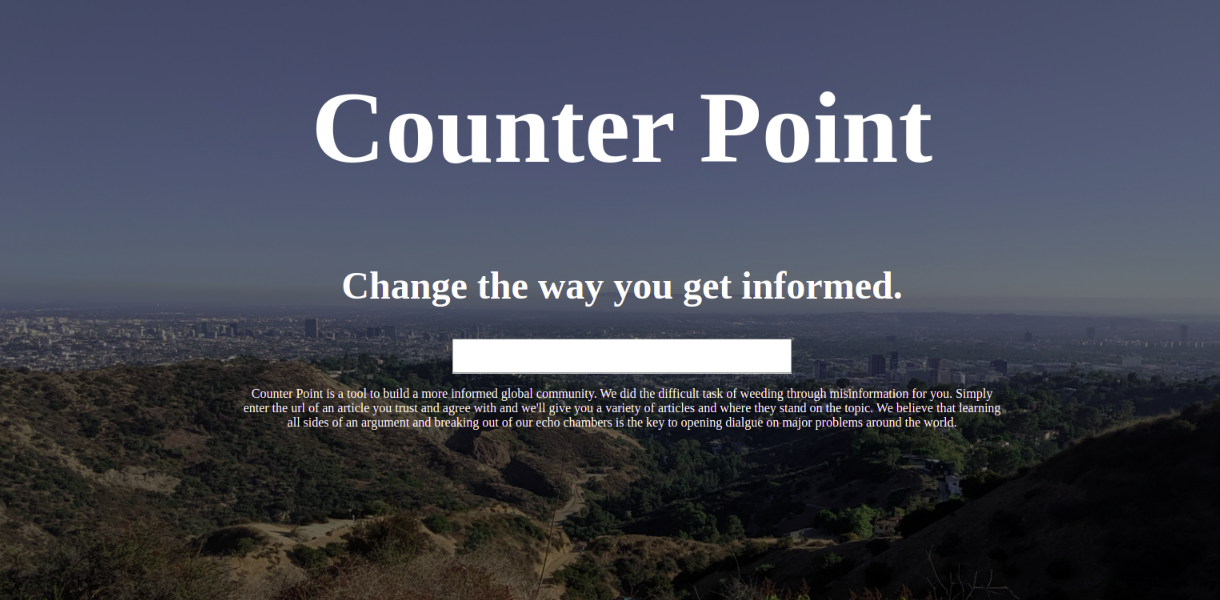 Counter Point
Change the way you get informed.
Counter Point is a tool to build a more informed global community. We did the difficult task of weeding through misinformation for you. Simply
enter the url of an article you trust and agree with and we'll give you a variety of articles and where they stand on the topic. We believe that learning
all sides of an argument and breaking out of our echo chambers is the key to opening dialgue on major problems around the world.